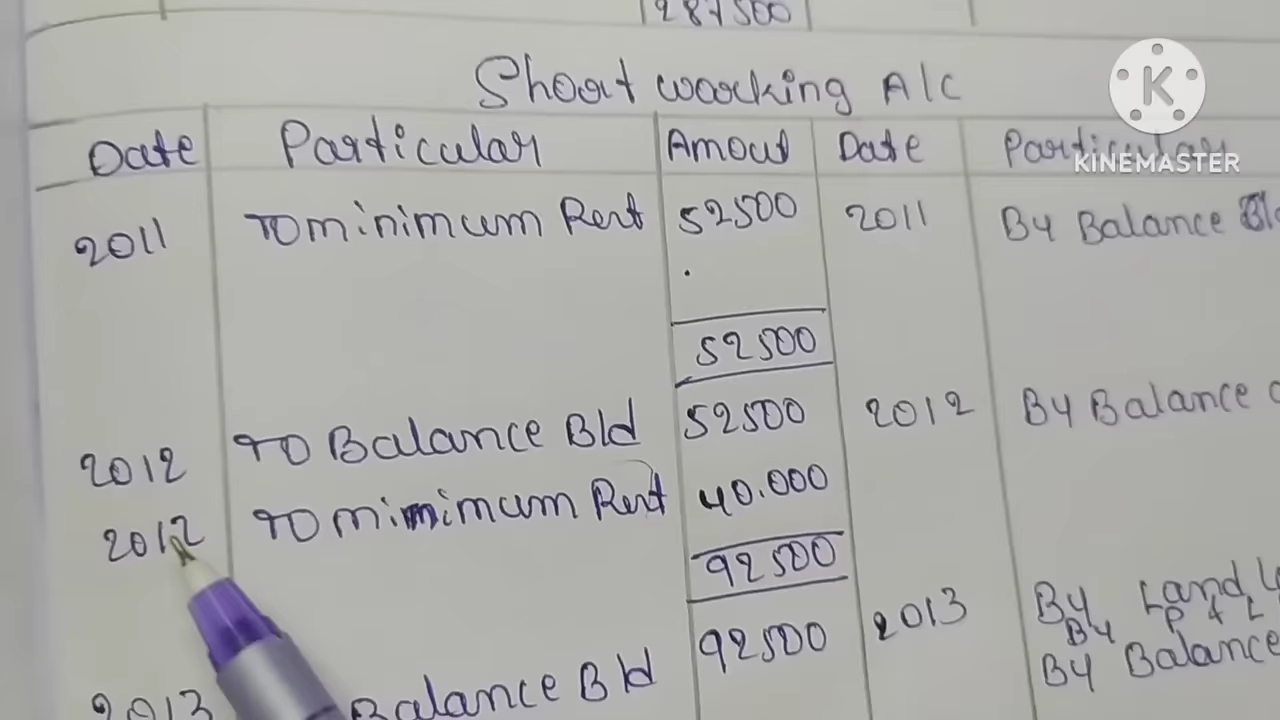 287500
Short working A/C
Date Particular Amout Date Particular
2011 To minimum Rent 52500 2011 By Balance
52500
2012 To Balance B/d 52500 2012 By Balance
2012 To minimum Rent 40.000
92500
92500 2013 By Land
By P & L
2013 Balance B/d By Balance
K
KINEMASTER